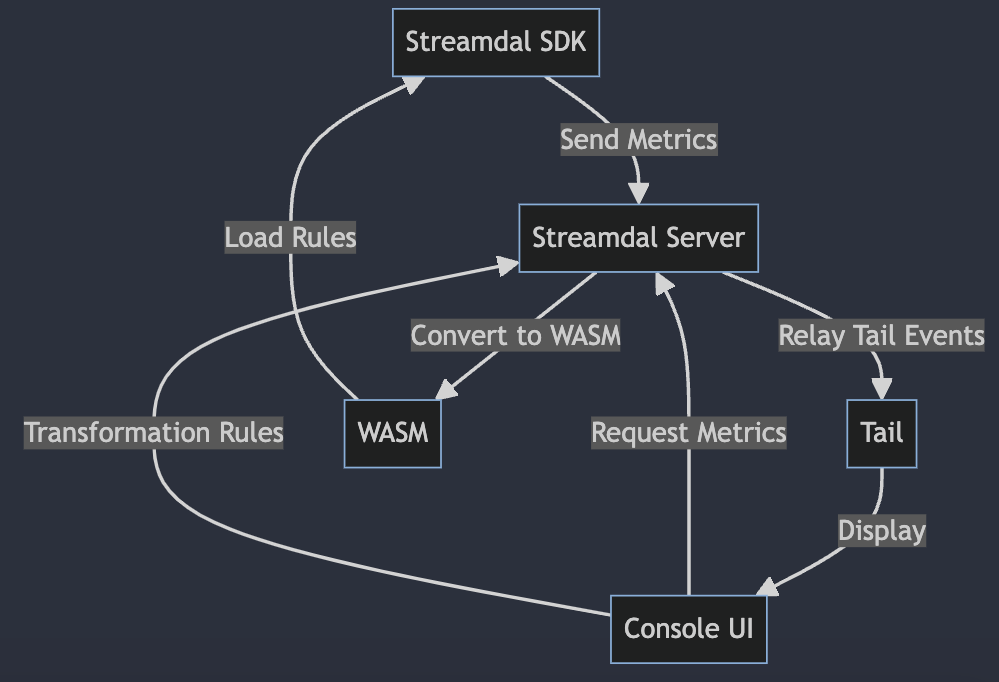 Streamdal SDK
Send Metrics
Load Rules
Streamdal Server
Convert to WASM
Relay Tail Events
Transformation Rules
WASM
Request Metrics
Tail
Display
Console UI